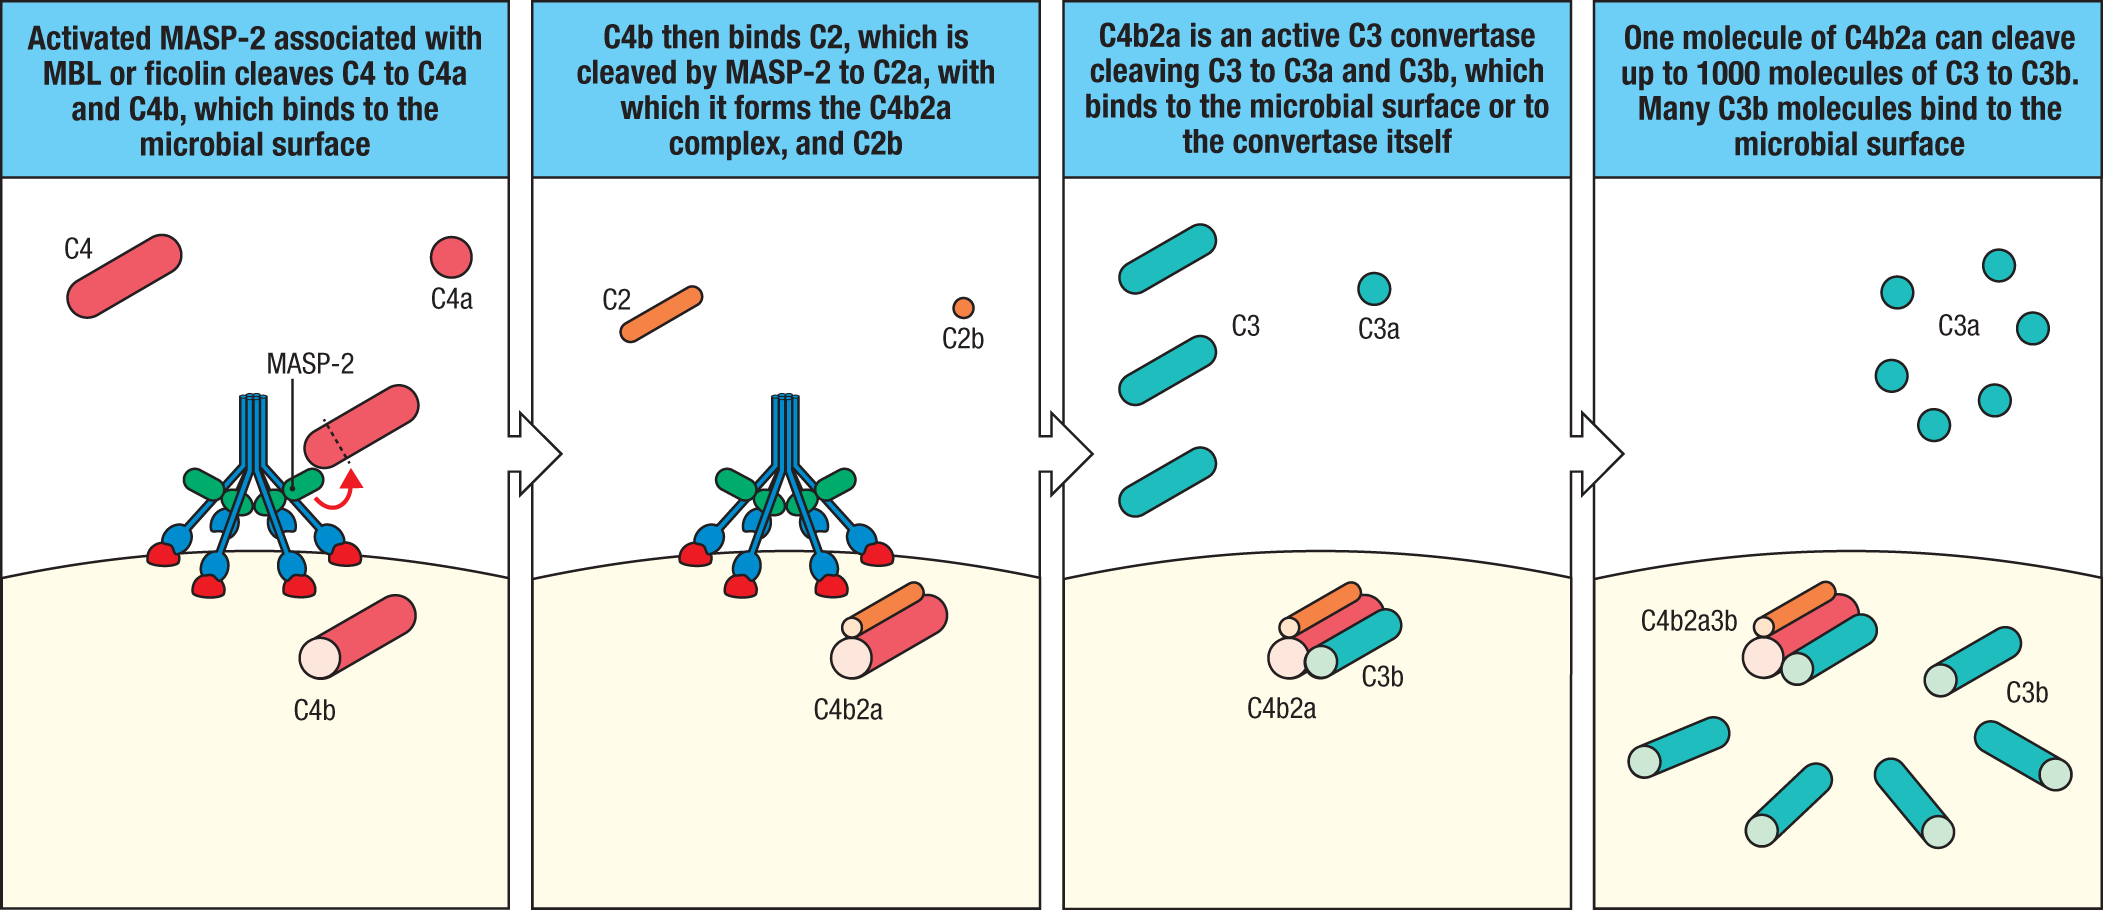 Activated MASP-2 associated with
MBL or ficolin cleaves C4 to C4a
and C4b, which binds to the
microbial surface
C4
C4a
MASP-2
C4b
C4b then binds C2, which is
cleaved by MASP-2 to C2a, with
which it forms the C4b2a
complex, and C2b
C2
C2b
C4b2a
C4b2a is an active C3 convertase
cleaving C3 to C3a and C3b, which
binds to the microbial surface or to
the convertase itself
C3
C3a
C3b
C4b2a
One molecule of C4b2a can cleave
up to 1000 molecules of C3 to C3b.
Many C3b molecules bind to the
microbial surface
C3a
C4b2a3b
C3b